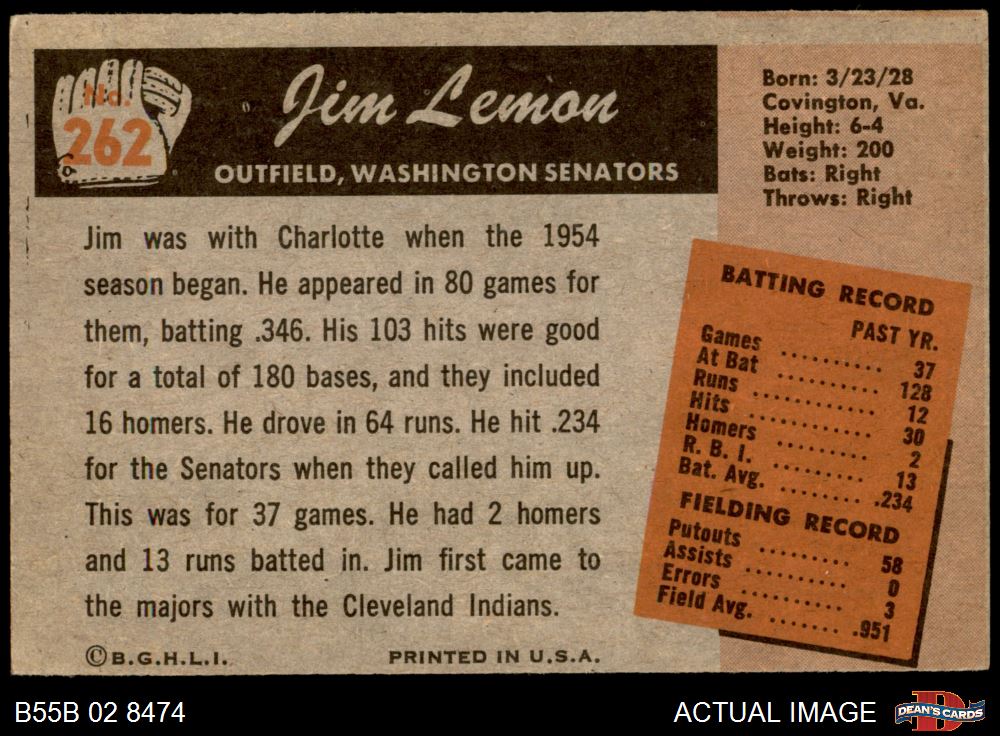 No.
262
Jim Lemon
OUTFIELD, WASHINGTON SENATORS
Born: 3/23/28
Covington, Va.
Height: 6-4
Weight: 200
Bats: Right
Throws: Right
Jim was with Charlotte when the 1954
season began. He appeared in 80 games for
them, batting .346. His 103 hits were good
for a total of 180 bases, and they included
16 homers. He drove in 64 runs. He hit .234
for the Senators when they called him up.
This was for 37 games. He had 2 homers
and 13 runs batted in. Jim first came to
the majors with the Cleveland Indians.
BATTING RECORD
PAST YR.
Games .......... 37
At Bat .......... 128
Runs ............ 12
Hits ............ 30
Homers ......... 2
R. B. I. ......... 13
Bat. Avg. ........ .234
FIELDING RECORD
Putouts ........ 58
Assists ......... 0
Errors .......... 3
Field Avg. ....... .951
© B.G.H.L.I.
PRINTED IN U.S.A.
B55B 02 8474
ACTUAL IMAGE
D
DEAN'S CARDS